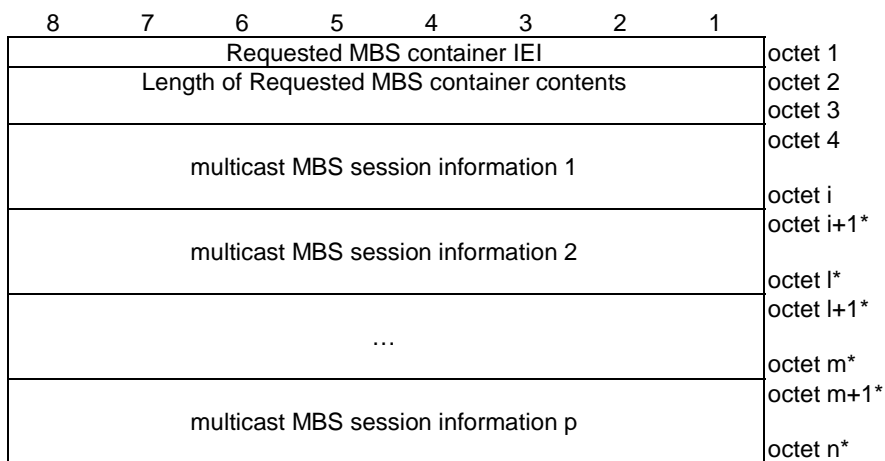 8 7 6 5 4 3 2 1
Requested MBS container IEI octet 1
Length of Requested MBS container contents octet 2
octet 3
octet 4
multicast MBS session information 1
octet i
octet i+1*
multicast MBS session information 2
octet l*
octet l+1*
…
octet m*
octet m+1*
multicast MBS session information p
octet n*